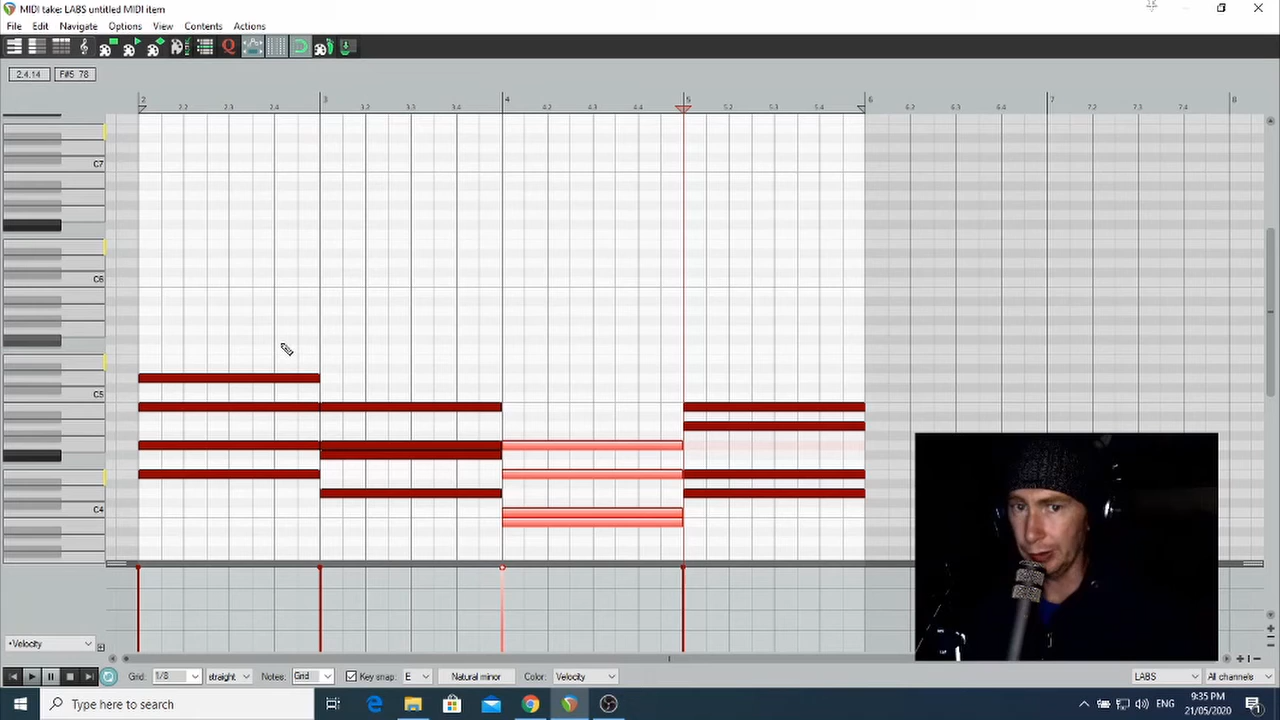 MIDI take: LABS untitled MIDI item
File Edit Navigate Options View Contents Actions
Q
2.4.14 F#5 78
2 3 4 5 6 7 8
2.2 2.3 2.4 3.2 3.3 3.4 4.2 4.3 4.4 5.2 5.3 5.4 6.2 6.3 6.4 7.2 7.3 7.4
C7
C6
C5
C4
•Velocity
Grid: 1/8 straight Notes: Grid Key snap: E Natural minor Color: Velocity LABS All channels
Type here to search
ENG
9:35 PM
21/05/2020